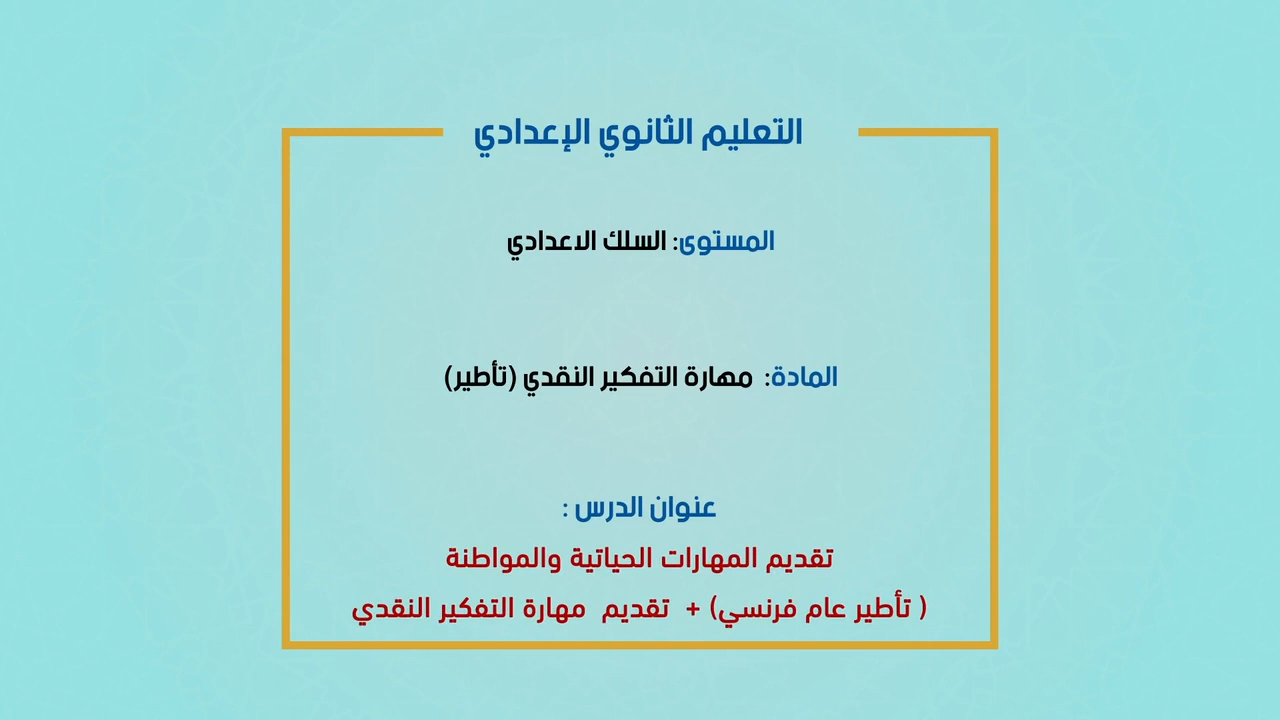 التعليم الثانوي الإعدادي
المستوى: السلك الاعدادي
المادة: مهارة التفكير النقدي (تأطير)
عنوان الدرس :
تقديم المهارات الحياتية والمواطنة
( تأطير عام فرنسي) + تقديم مهارة التفكير النقدي